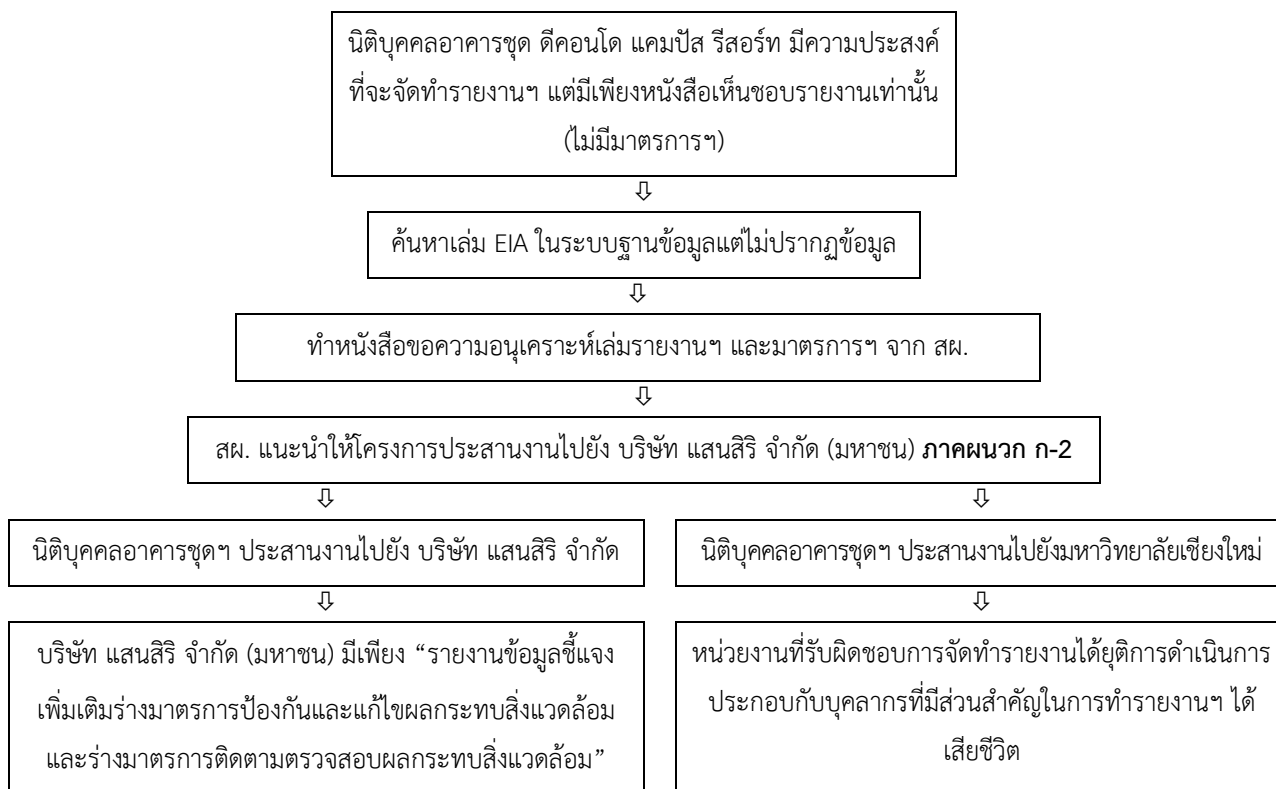 นิติบุคคลอาคารชุด ดีคอนโด แคมปัส รีสอร์ท มีความประสงค์
ที่จะจัดทำรายงานฯ แต่มีเพียงหนังสือเห็นชอบรายงานเท่านั้น
(ไม่มีมาตรการฯ)
⇩
ค้นหาเล่ม EIA ในระบบฐานข้อมูลแต่ไม่ปรากฏข้อมูล
⇩
ทำหนังสือขอความอนุเคราะห์เล่มรายงานฯ และมาตรการฯ จาก สผ.
⇩
สผ. แนะนำให้โครงการประสานงานไปยัง บริษัท แสนสิริ จำกัด (มหาชน) ภาคผนวก ก-2
⇩
นิติบุคคลอาคารชุดฯ ประสานงานไปยัง บริษัท แสนสิริ จำกัด
⇩
บริษัท แสนสิริ จำกัด (มหาชน) มีเพียง “รายงานข้อมูลชี้แจง
เพิ่มเติมร่างมาตรการป้องกันและแก้ไขผลกระทบสิ่งแวดล้อม
และร่างมาตรการติดตามตรวจสอบผลกระทบสิ่งแวดล้อม”
⇩
นิติบุคคลอาคารชุดฯ ประสานงานไปยังมหาวิทยาลัยเชียงใหม่
⇩
หน่วยงานที่รับผิดชอบการจัดทำรายงานได้ยุติการดำเนินการ
ประกอบกับบุคลากรที่มีส่วนสำคัญในการทำรายงานฯ ได้
เสียชีวิต